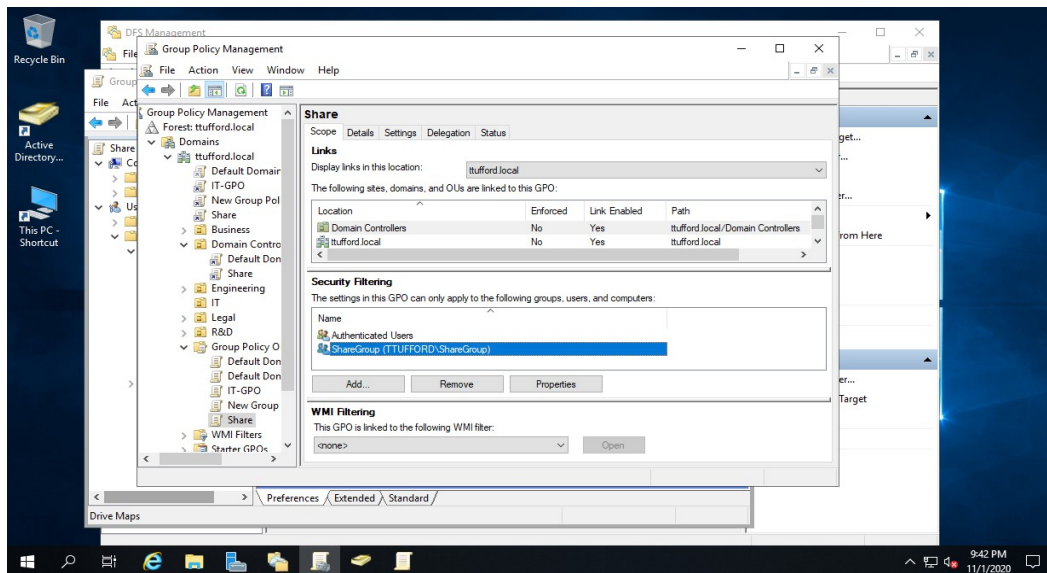 Recycle Bin
Active
Directory...
This PC -
Shortcut
DFS Management
File
Group
File Act
Share
Co
Us
Group Policy Management
File Action View Window Help
Group Policy Management
Forest: ttufford.local
Domains
ttufford.local
Default Domain
IT-GPO
New Group Pol
Share
Business
Domain Contro
Default Don
Share
Engineering
IT
Legal
R&D
Group Policy O
Default Don
Default Don
IT-GPO
New Group
Share
WMI Filters
Starter GPOs
Share
Scope Details Settings Delegation Status
Links
Display links in this location: ttufford.local
The following sites, domains, and OUs are linked to this GPO:
Location Enforced Link Enabled Path
Domain Controllers No Yes ttufford.local/Domain Controllers
ttufford.local No Yes ttufford.local
Security Filtering
The settings in this GPO can only apply to the following groups, users, and computers:
Name
Authenticated Users
ShareGroup (TTUFFORD\ShareGroup)
Add... Remove Properties
WMI Filtering
This GPO is linked to the following WMI filter:
<none> Open
get...
...
er...
rom Here
er...
Target
Preferences Extended Standard
Drive Maps
9:42 PM
11/1/2020